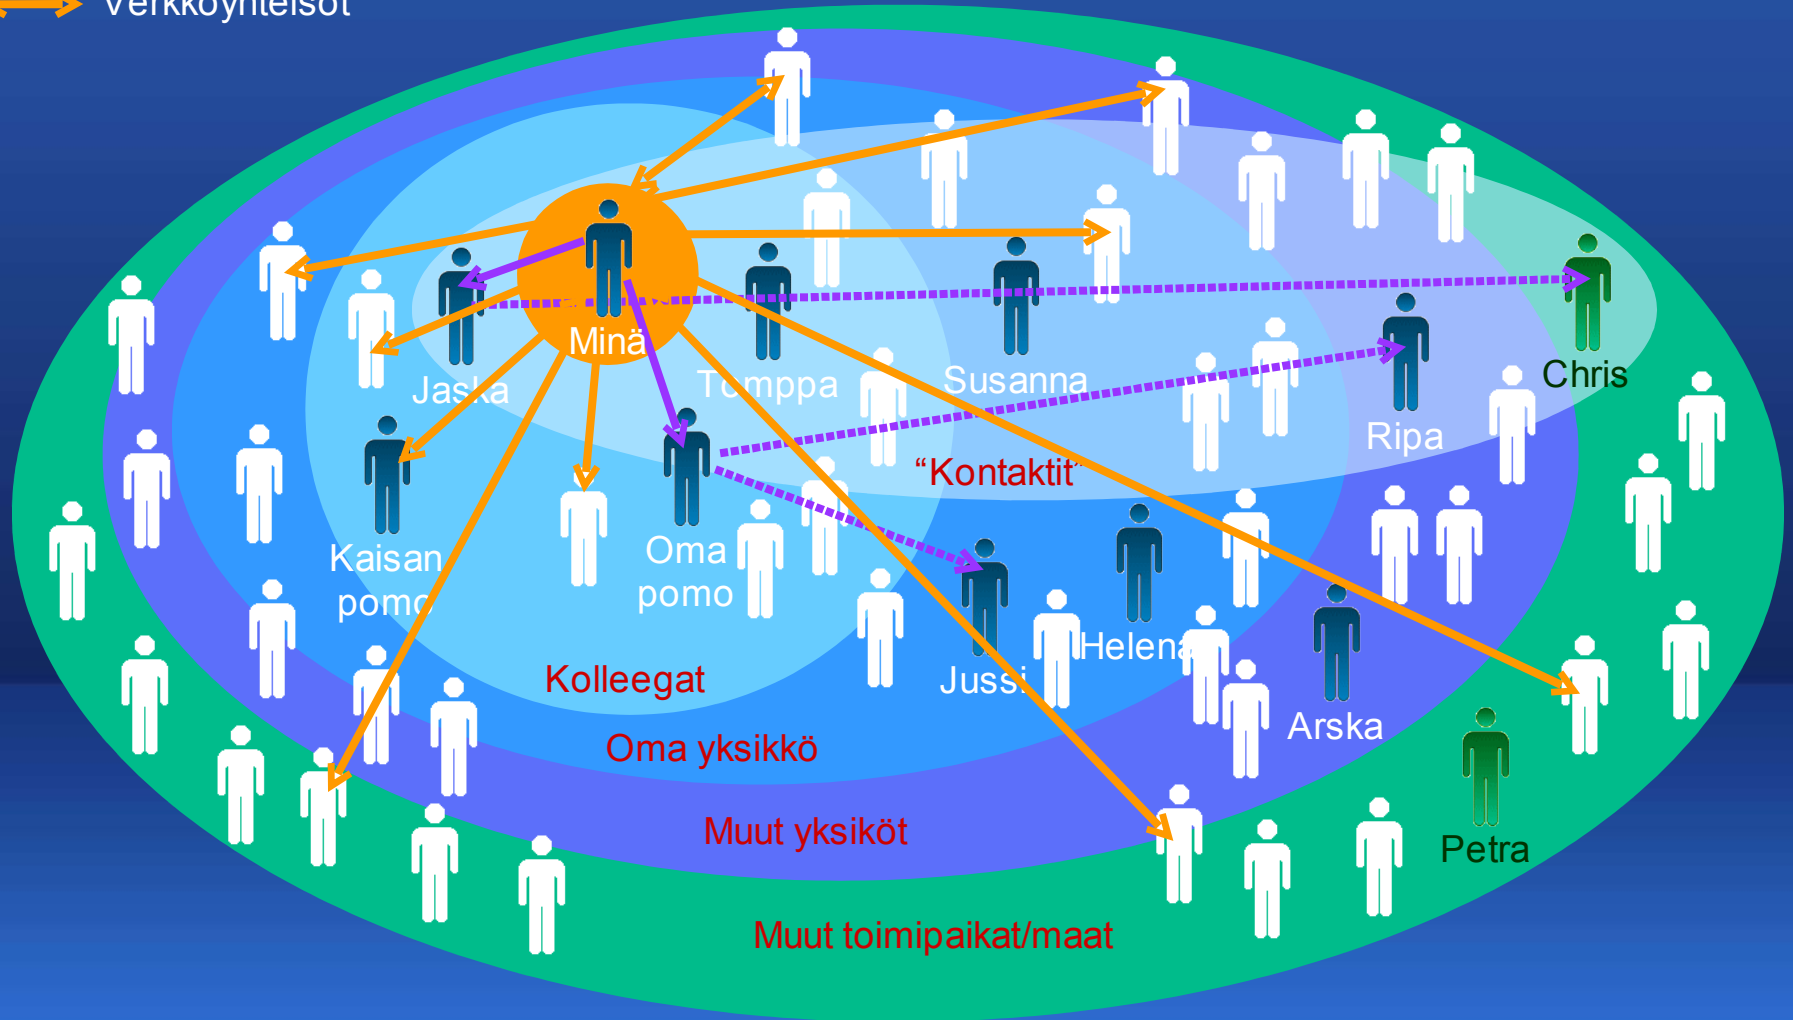 Verkkoyhteisöt
Minä
Jaska
Tomppa
Susanna
Chris
Ripa
“Kontaktit”
Kaisan
pomo
Oma
pomo
Helena
Jussi
Kolleegat
Arska
Oma yksikkö
Muut yksiköt
Petra
Muut toimipaikat/maat